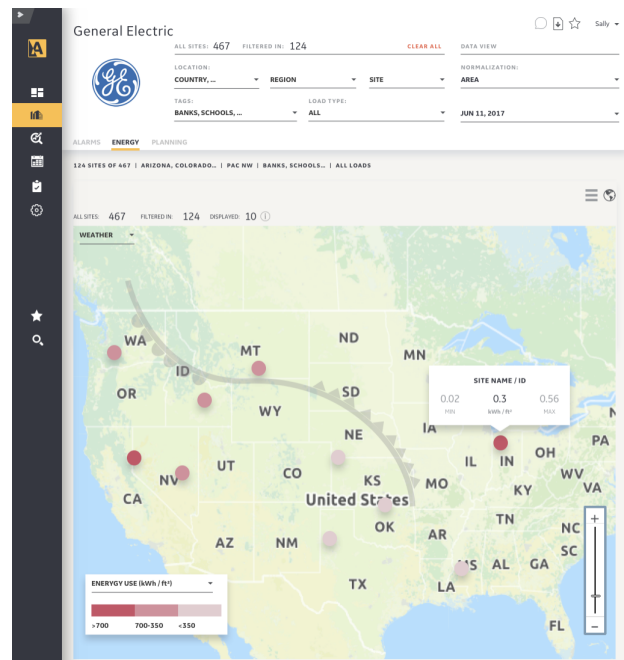 General Electric
Sally
ALL SITES: 467 FILTERED IN: 124 CLEAR ALL DATA VIEW
LOCATION: NORMALIZATION:
COUNTRY, ... REGION SITE AREA
TAGS: LOAD TYPE:
BANKS, SCHOOLS, ... ALL JUN 11, 2017
ALARMS ENERGY PLANNING
124 SITES OF 467 | ARIZONA, COLORADO... | PAC NW | BANKS, SCHOOLS... | ALL LOADS
ALL SITES: 467 FILTERED IN: 124 DISPLAYED: 10
WEATHER
WA MT ND
MN
ID
SITE NAME / ID
OR SD
0.02 0.3 0.56
MIN kWh / ft² MAX
WY
NE IA
PA
OH
IL IN
UT CO
NV KS MO WV
KY VA
CA United States
TN
OK NC
AR
AZ NM
SC
MS AL GA
TX
LA
ENERYGY USE (kWh / ft²)
>700 700-350 <350
FL
+
−